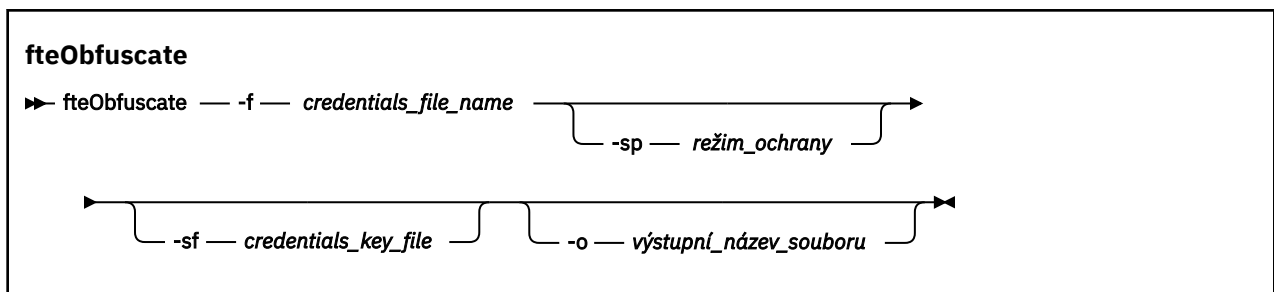 fteObfuscate
fteObfuscate -f credentials_file_name
-sp režim_ochrany
-sf credentials_key_file -o výstupní_název_souboru